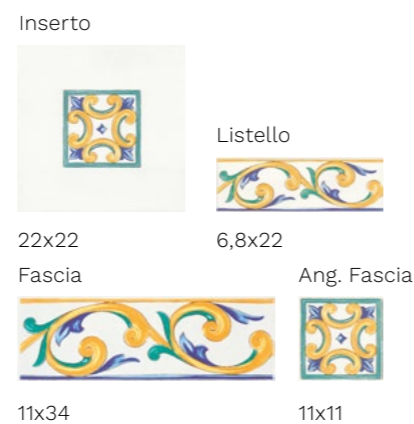 Inserto
Listello
22x22
6,8x22
Fascia
Ang. Fascia
11x34
11x11